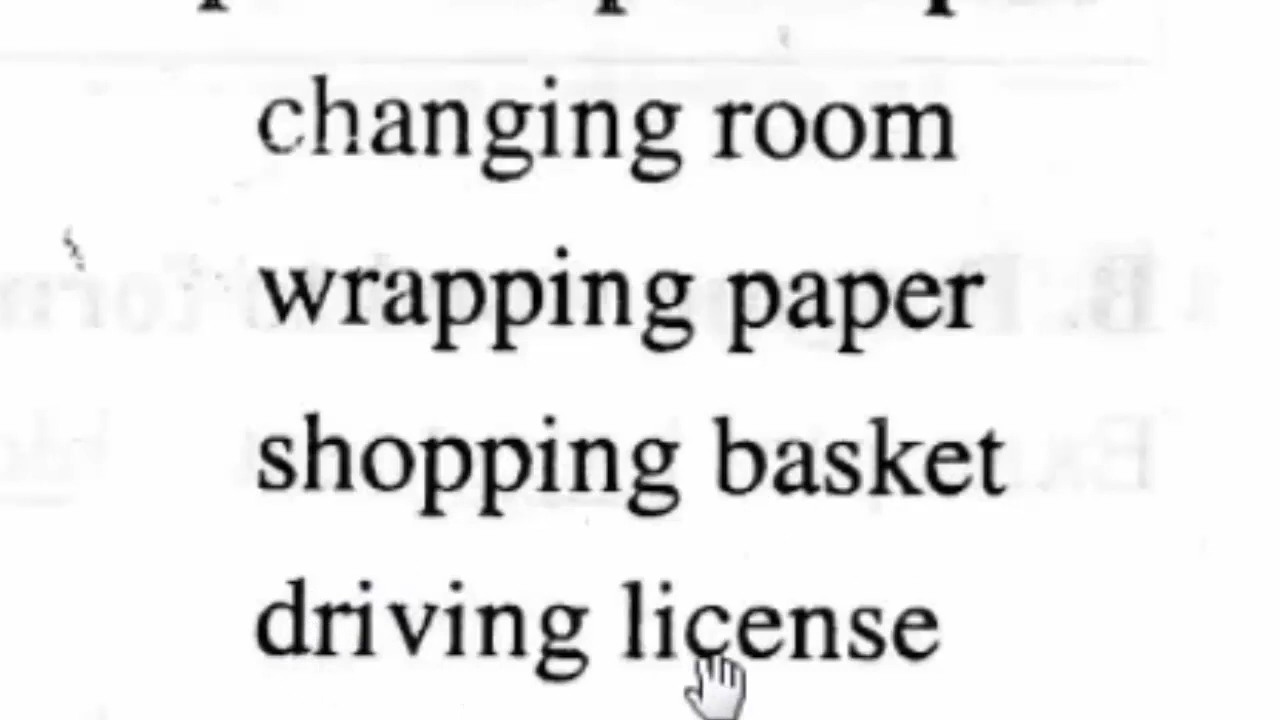 changing room
wrapping paper
shopping basket
driving license